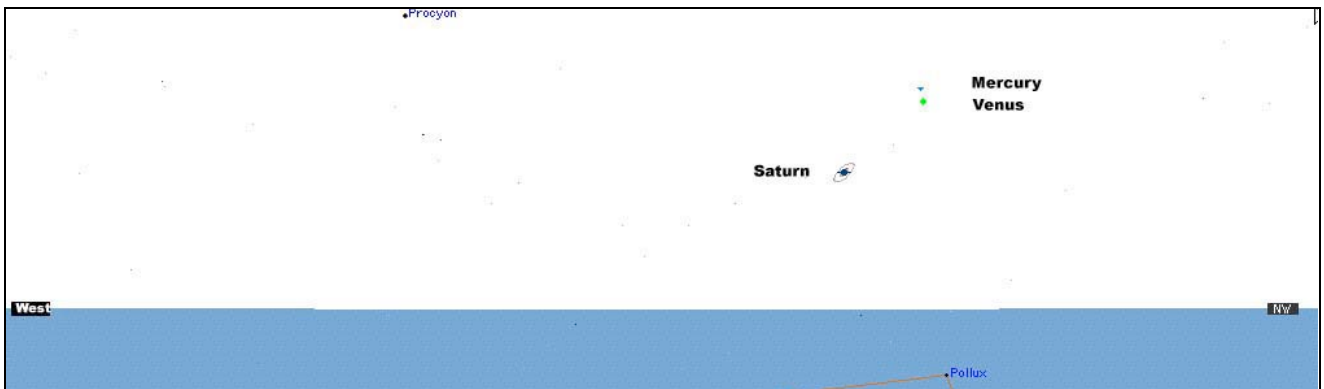 Procyon
Mercury
Venus
Saturn
West
NW
Pollux